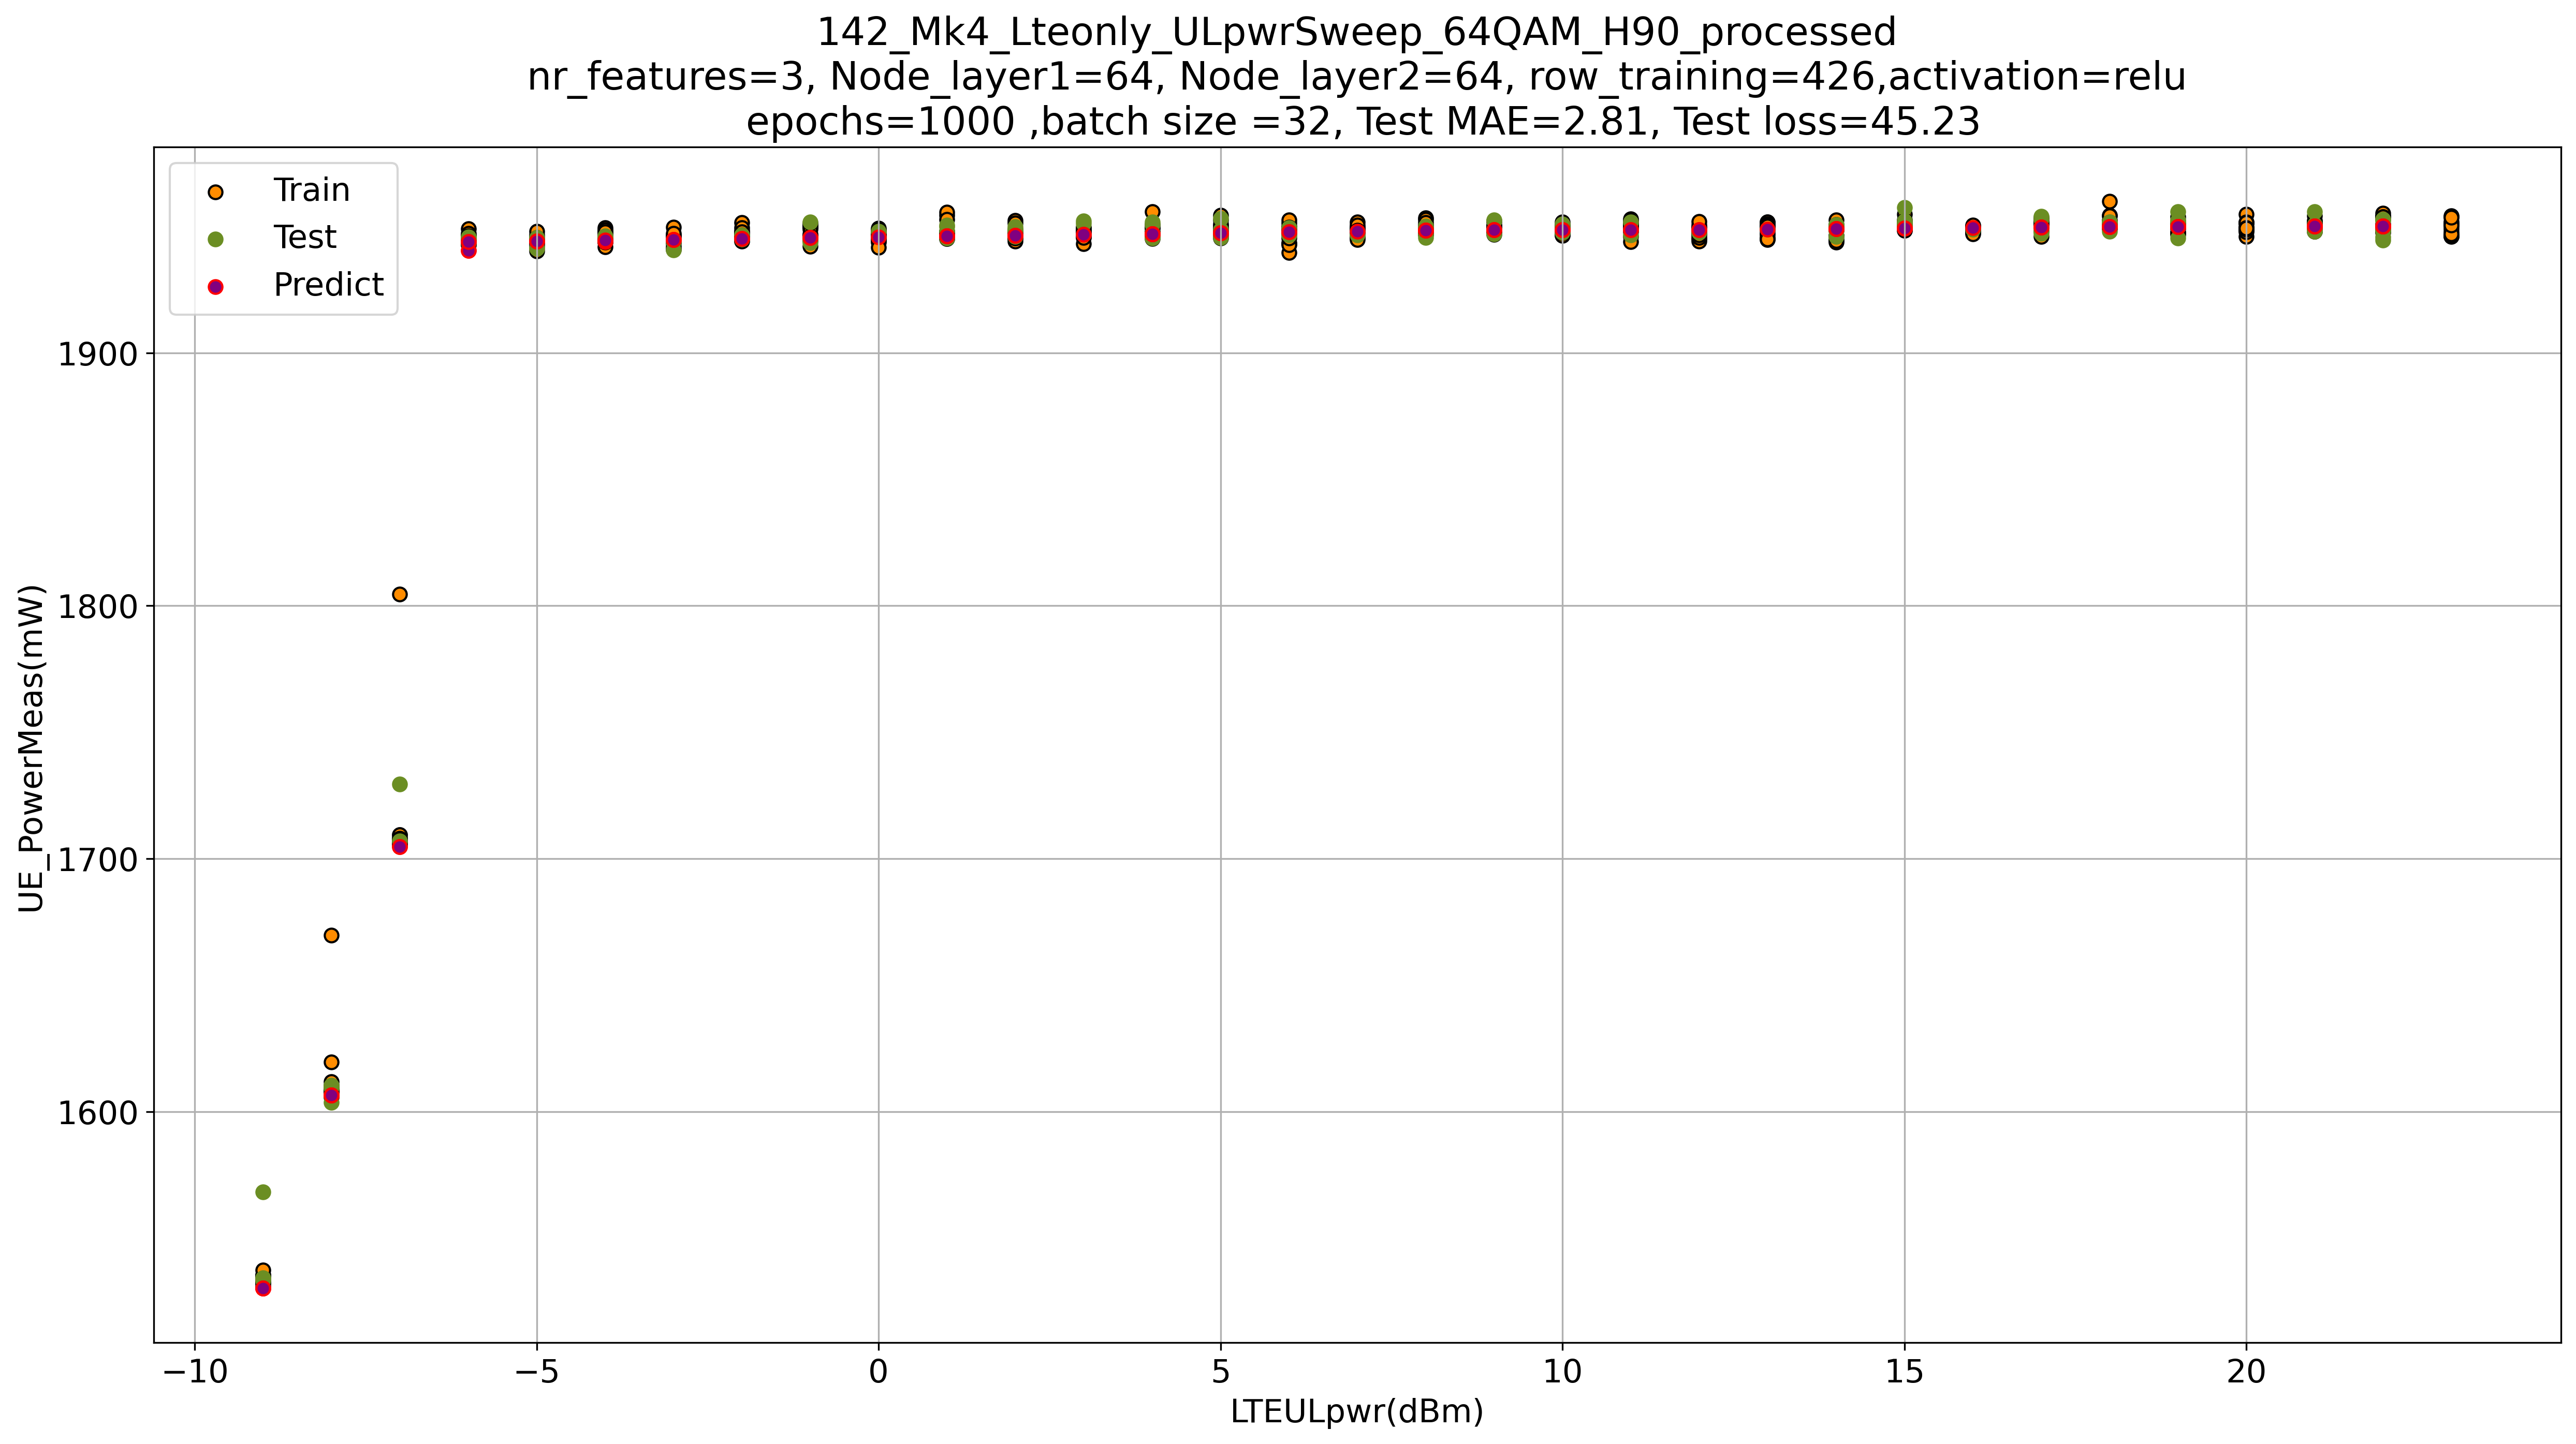 142_Mk4_Lteonly_ULpwrSweep_64QAM_H90_processed
nr_features=3, Node_layer1=64, Node_layer2=64, row_training=426,activation=relu
epochs=1000 ,batch size =32, Test MAE=2.81, Test loss=45.23
Train
Test
Predict
1900
1800
1700
1600
UE_PowerMeas(mW)
−10
−5
0
5
10
15
20
LTEULpwr(dBm)